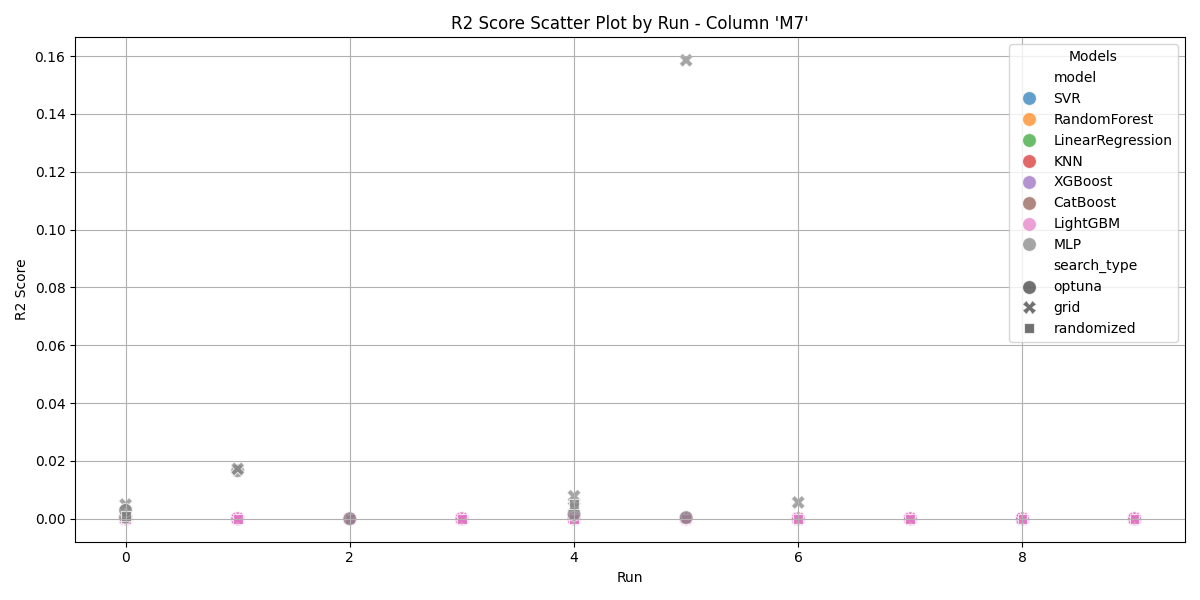 R2 Score Scatter Plot by Run - Column 'M7'
R2 Score
0.16
0.14
0.12
0.10
0.08
0.06
0.04
0.02
0.00
0
2
4
6
8
Run
Models
model
SVR
RandomForest
LinearRegression
KNN
XGBoost
CatBoost
LightGBM
MLP
search_type
optuna
grid
randomized